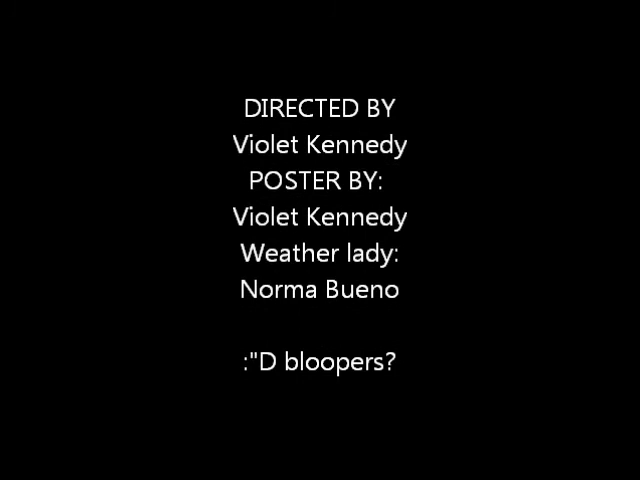 DIRECTED BY
Violet Kennedy
POSTER BY:
Violet Kennedy
Weather lady:
Norma Bueno
:"D bloopers?